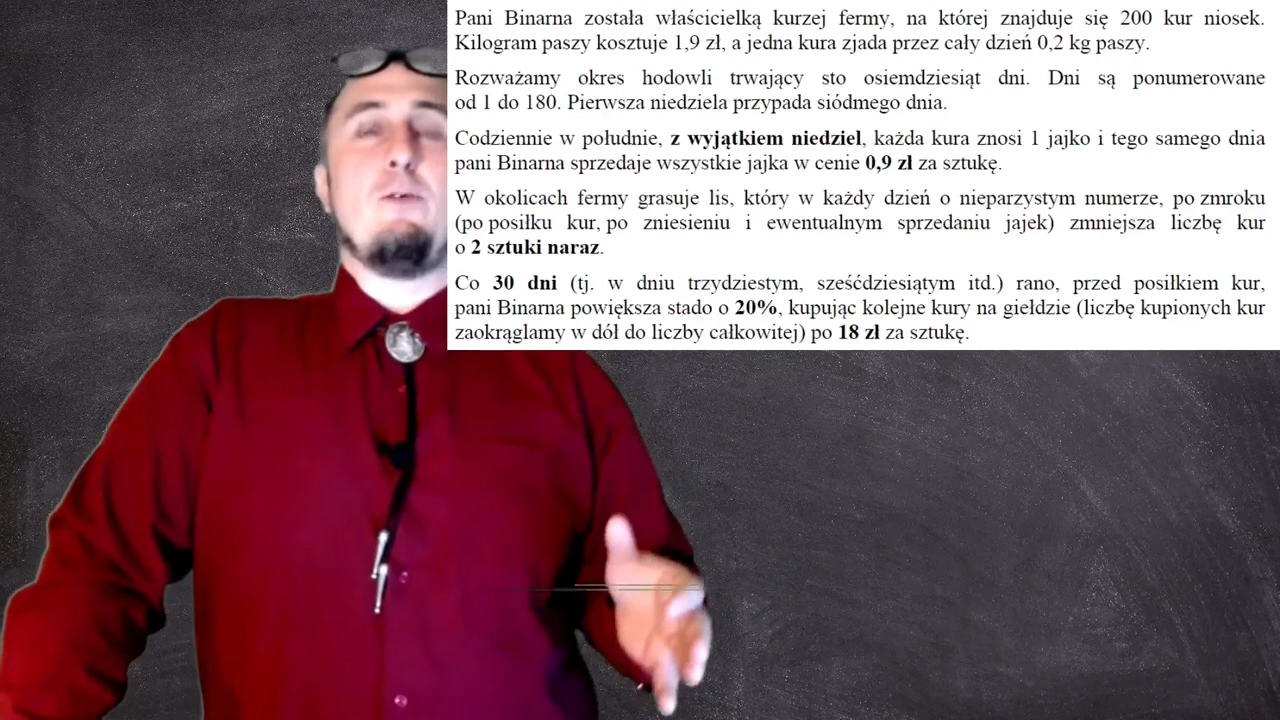 Pani Binarna została właścicielką kurzej fermy, na której znajduje się 200 kur niosek.
Kilogram paszy kosztuje 1,9 zł, a jedna kura zjada przez cały dzień 0,2 kg paszy.
Rozważamy okres hodowli trwający sto osiemdziesiąt dni. Dni są ponumerowane
od 1 do 180. Pierwsza niedziela przypada siódmego dnia.
Codziennie w południe, z wyjątkiem niedziel, każda kura znosi 1 jajko i tego samego dnia
pani Binarna sprzedaje wszystkie jajka w cenie 0,9 zł za sztukę.
W okolicach fermy grasuje lis, który w każdy dzień o nieparzystym numerze, po zmroku
(po posiłku kur, po zniesieniu i ewentualnym sprzedaniu jajek) zmniejsza liczbę kur
o 2 sztuki naraz.
Co 30 dni (tj. w dniu trzydziestym, sześćdziesiątym itd.) rano, przed posiłkiem kur,
pani Binarna powiększa stado o 20%, kupując kolejne kury na giełdzie (liczbę kupionych kur
zaokrąglamy w dół do liczby całkowitej) po 18 zł za sztukę.